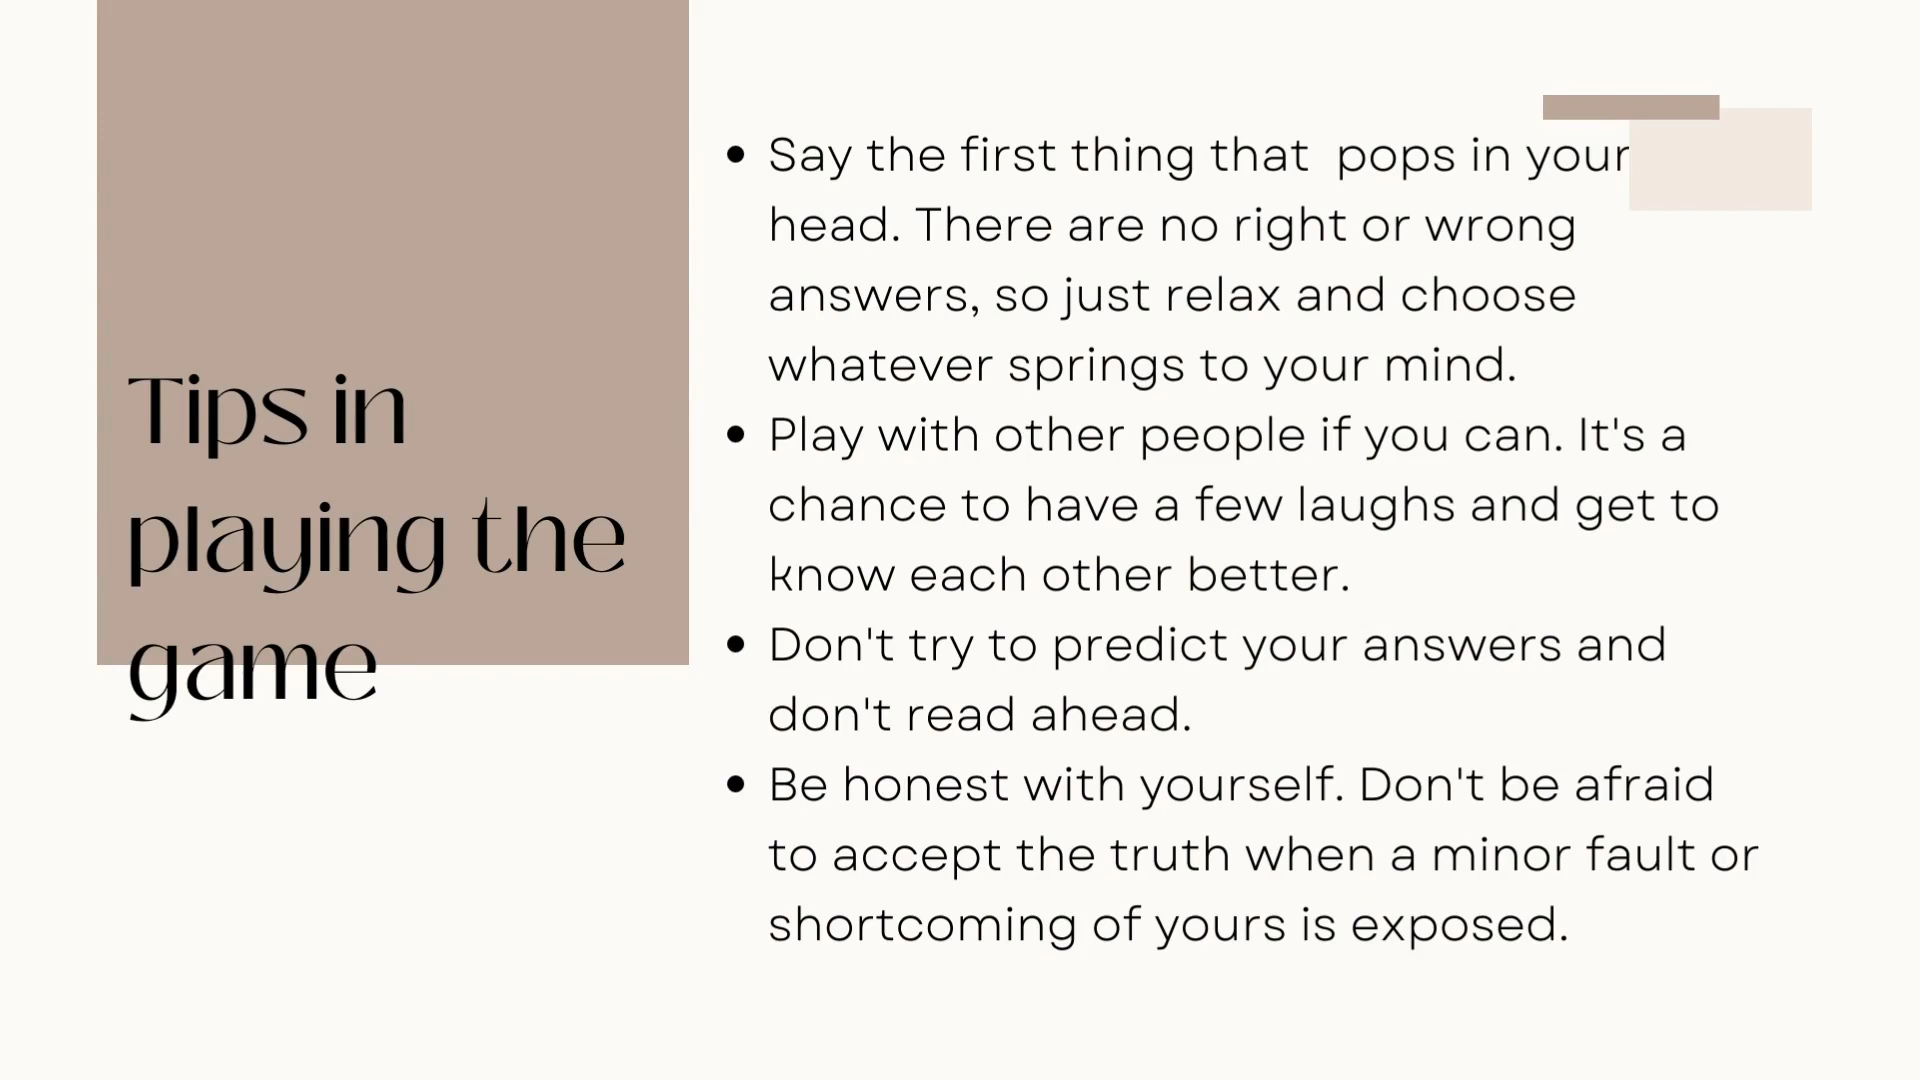 Tips in
playing the
game
• Say the first thing that  pops in your
head. There are no right or wrong
answers, so just relax and choose
whatever springs to your mind.
• Play with other people if you can. It's a
chance to have a few laughs and get to
know each other better.
• Don't try to predict your answers and
don't read ahead.
• Be honest with yourself. Don't be afraid
to accept the truth when a minor fault or
shortcoming of yours is exposed.